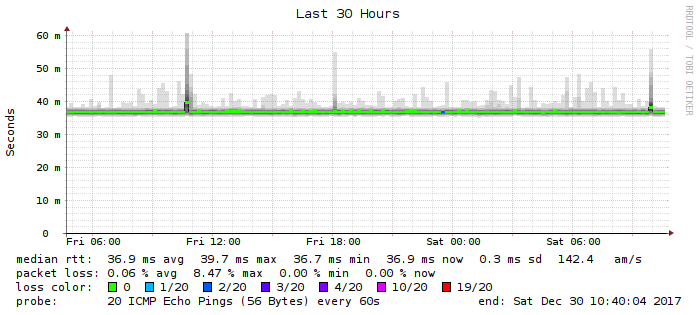 Last 30 Hours
RRDTOOL / TOBI OETIKER
Seconds
60 m
50 m
40 m
30 m
20 m
10 m
0
Fri 06:00 Fri 12:00 Fri 18:00 Sat 00:00 Sat 06:00
median rtt: 36.9 ms avg 39.7 ms max 36.7 ms min 36.9 ms now 0.3 ms sd 142.4 am/s
packet loss: 0.06 % avg 8.47 % max 0.00 % min 0.00 % now
loss color: 0 1/20 2/20 3/20 4/20 10/20 19/20
probe: 20 ICMP Echo Pings (56 Bytes) every 60s end: Sat Dec 30 10:40:04 2017